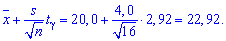 x̄ + s/√n t_γ = 20,0 + 4,0/√16 · 2,92 = 22,92.